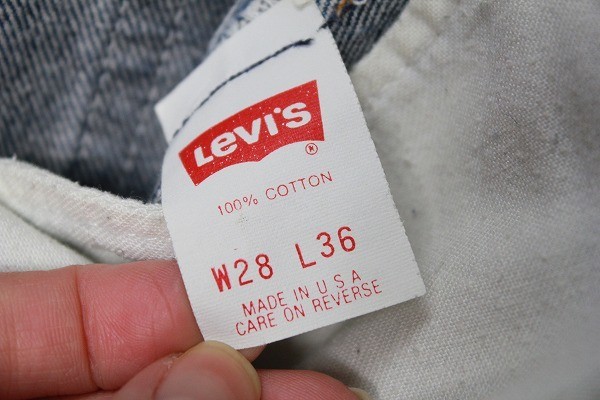 Levi's
®
100% COTTON
W28 L36
MADE IN U S A
CARE ON REVERSE